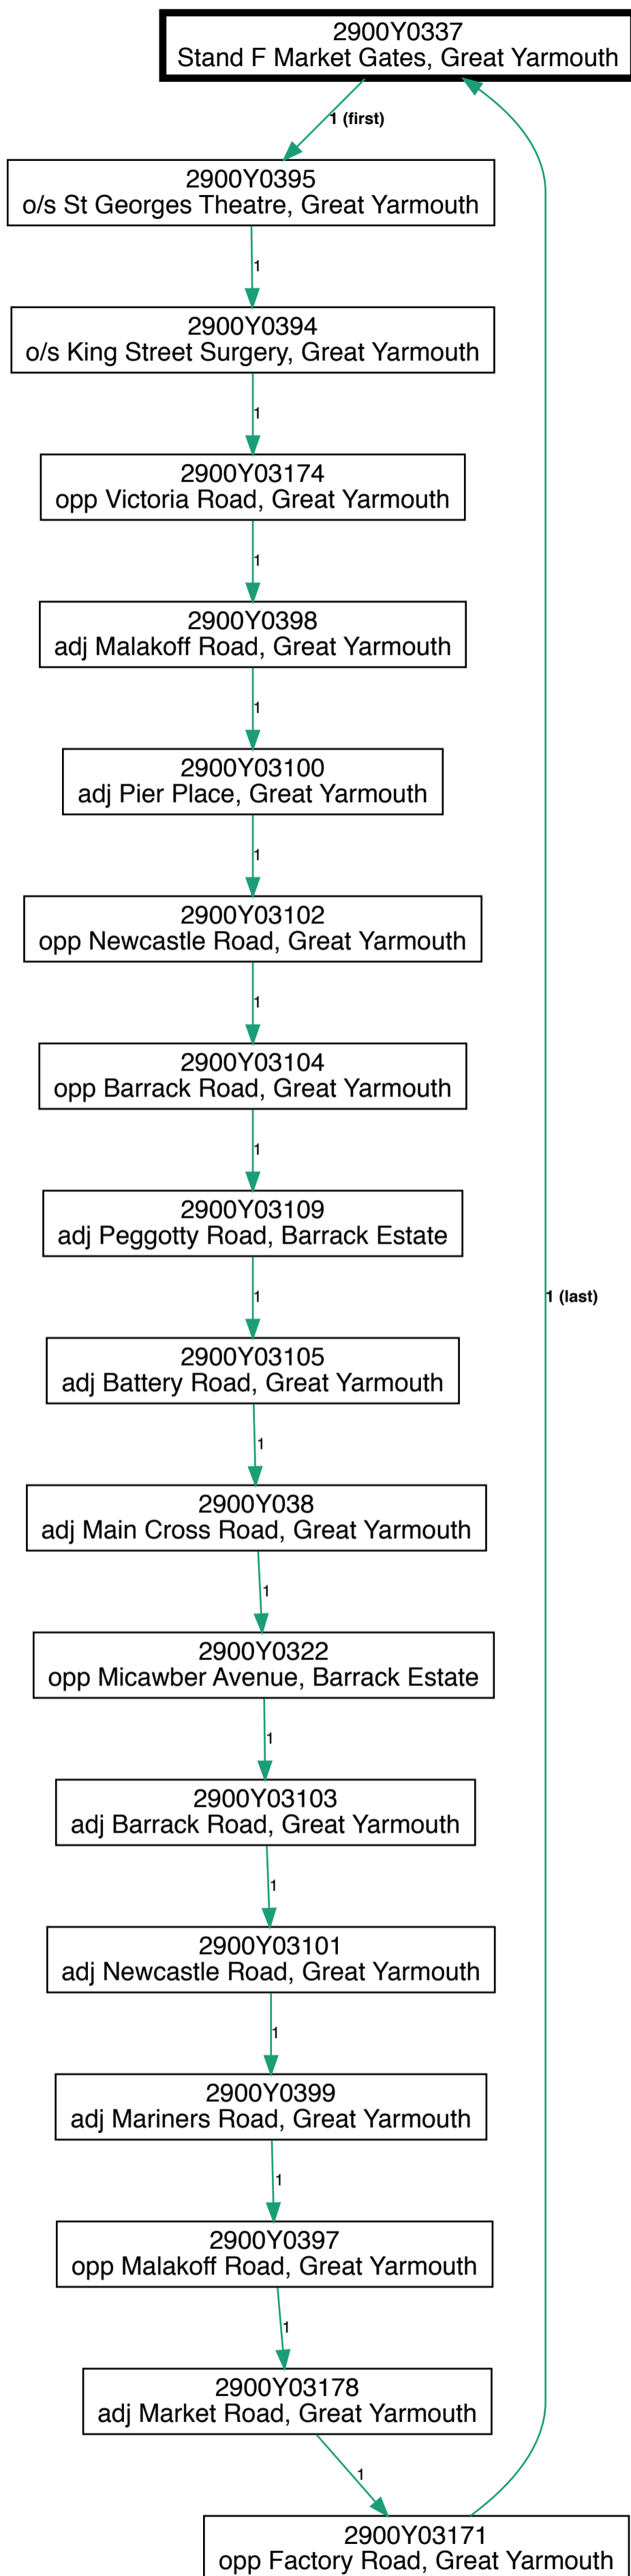 2900Y0337
Stand F Market Gates, Great Yarmouth
1 (first)
2900Y0395
o/s St Georges Theatre, Great Yarmouth
1
2900Y0394
o/s King Street Surgery, Great Yarmouth
1
2900Y03174
opp Victoria Road, Great Yarmouth
1
2900Y0398
adj Malakoff Road, Great Yarmouth
1
2900Y03100
adj Pier Place, Great Yarmouth
1
2900Y03102
opp Newcastle Road, Great Yarmouth
1
2900Y03104
opp Barrack Road, Great Yarmouth
1
2900Y03109
adj Peggotty Road, Barrack Estate
1
1 (last)
2900Y03105
adj Battery Road, Great Yarmouth
1
2900Y038
adj Main Cross Road, Great Yarmouth
1
2900Y0322
opp Micawber Avenue, Barrack Estate
1
2900Y03103
adj Barrack Road, Great Yarmouth
1
2900Y03101
adj Newcastle Road, Great Yarmouth
1
2900Y0399
adj Mariners Road, Great Yarmouth
1
2900Y0397
opp Malakoff Road, Great Yarmouth
1
2900Y03178
adj Market Road, Great Yarmouth
1
2900Y03171
opp Factory Road, Great Yarmouth